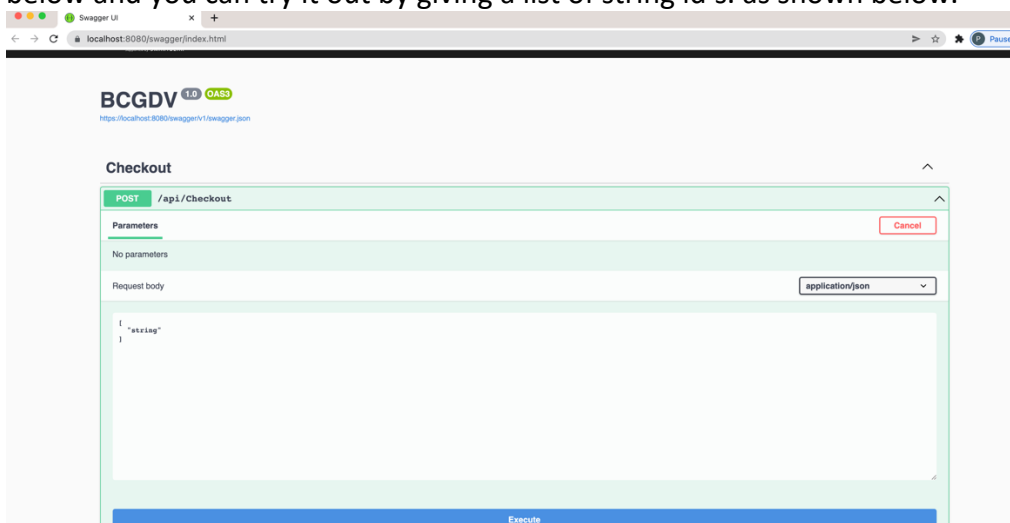 below and you can try it out by giving a list of string id's. as shown below.
Swagger UI
localhost:8080/swagger/index.html
P Pause
BCGDV 1.0 OAS3
https://localhost:8080/swagger/v1/swagger.json
Checkout
POST /api/Checkout
Parameters
Cancel
No parameters
Request body
application/json
[
"string"
]
Execute